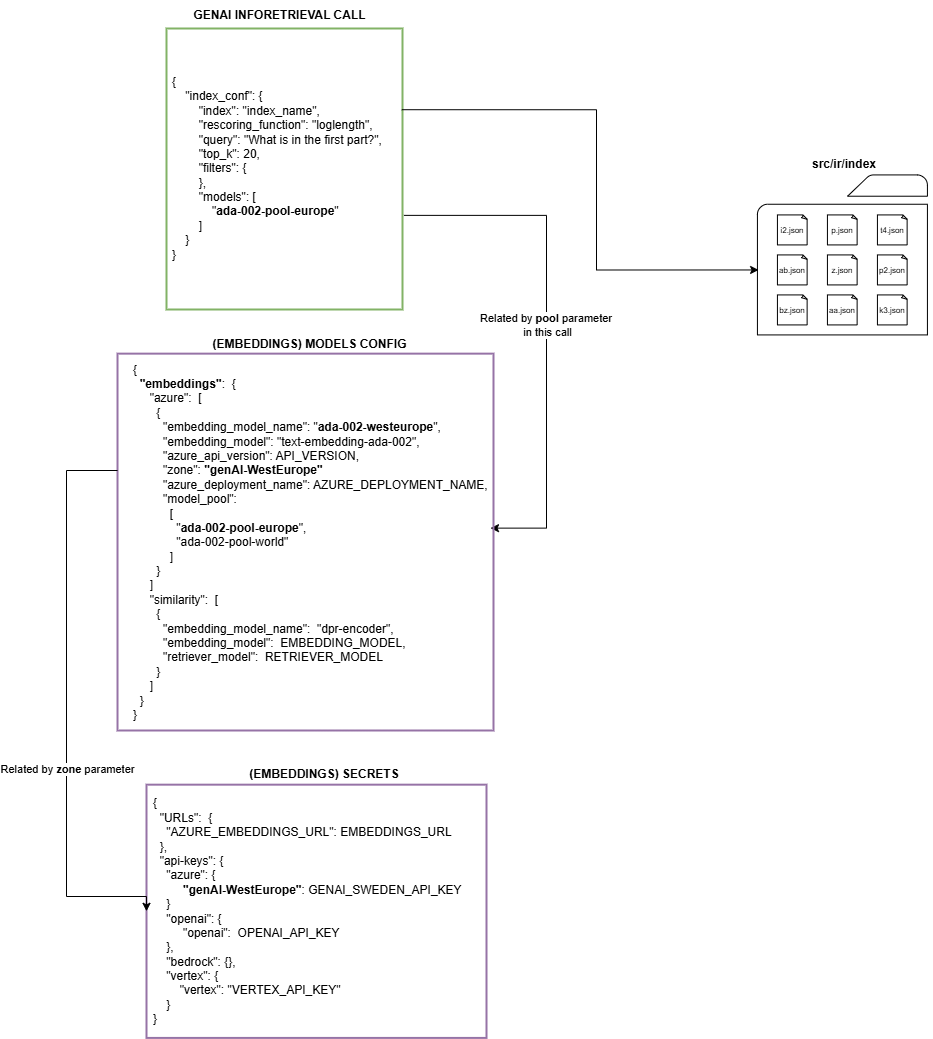 GENAI INFORETRIEVAL CALL
{
"index_conf": {
"index": "index_name",
"rescoring_function": "loglength",
"query": "What is in the first part?",
"top_k": 20,
"filters": {
},
"models": [
"ada-002-pool-europe"
]
}
}
src/ir/index
i2.json
p.json
t4.json
ab.json
z.json
p2.json
bz.json
aa.json
k3.json
Related by pool parameter
in this call
(EMBEDDINGS) MODELS CONFIG
{
"embeddings": {
"azure": [
{
"embedding_model_name": "ada-002-westeurope",
"embedding_model": "text-embedding-ada-002",
"azure_api_version": API_VERSION,
"zone": "genAI-WestEurope"
"azure_deployment_name": AZURE_DEPLOYMENT_NAME,
"model_pool":
[
"ada-002-pool-europe",
"ada-002-pool-world"
]
}
]
"similarity": [
{
"embedding_model_name": "dpr-encoder",
"embedding_model": EMBEDDING_MODEL,
"retriever_model": RETRIEVER_MODEL
}
]
}
}
Related by zone parameter
(EMBEDDINGS) SECRETS
{
"URLs": {
"AZURE_EMBEDDINGS_URL": EMBEDDINGS_URL
},
"api-keys": {
"azure": {
"genAI-WestEurope": GENAI_SWEDEN_API_KEY
}
"openai": {
"openai": OPENAI_API_KEY
},
"bedrock": {},
"vertex": {
"vertex": "VERTEX_API_KEY"
}
}